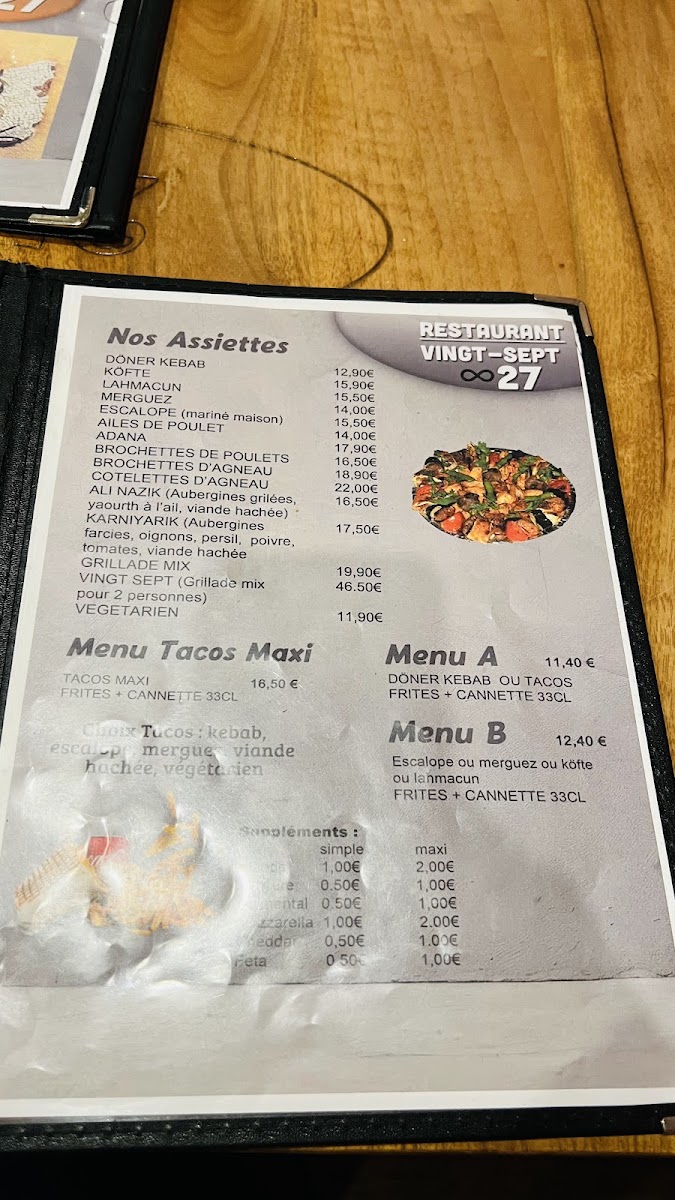 27
Nos Assiettes
RESTAURANT
VINGT-SEPT
∞27
DÖNER KEBAB 12,90€
KÖFTE 15,90€
LAHMACUN 15,50€
MERGUEZ 14,00€
ESCALOPE (mariné maison) 15,50€
AILES DE POULET 14,00€
ADANA 17,90€
BROCHETTES DE POULETS 16,50€
BROCHETTES D'AGNEAU 18,90€
COTELETTES D'AGNEAU 22,00€
ALI NAZIK (Aubergines grilées, 16,50€
yaourth à l'ail, viande hachée)
KARNIYARIK (Aubergines 17,50€
farcies, oignons, persil, poivre,
tomates, viande hachée
GRILLADE MIX 19,90€
VINGT SEPT (Grillade mix 46.50€
pour 2 personnes)
VEGETARIEN 11,90€
Menu Tacos Maxi
TACOS MAXI 16,50 €
FRITES + CANNETTE 33CL
Choix Tacos : kebab,
escalope, merguez, viande
hachée, végétarien
Menu A 11,40 €
DÖNER KEBAB OU TACOS
FRITES + CANNETTE 33CL
Menu B 12,40 €
Escalope ou merguez ou köfte
ou lahmacun
FRITES + CANNETTE 33CL
Suppléments :
simple maxi
1,00€ 2,00€
0.50€ 1,00€
0.50€ 1,00€
1,00€ 2.00€
0,50€ 1.00€
Feta 0.50€ 1,00€